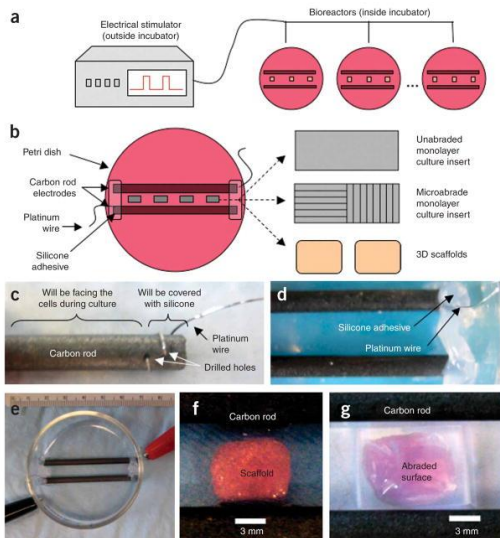 a
Electrical stimulator
(outside incubator)
Bioreactors (inside incubator)
...
b
Petri dish
Carbon rod
electrodes
Platinum
wire
Silicone
adhesive
Unabraded
monolayer
culture insert
Microabrade
monolayer
culture insert
3D scaffolds
c
Will be facing the
cells during culture
Will be covered
with silicone
Platinum
wire
Carbon rod
Drilled holes
d
Silicone adhesive
Platinum wire
e
f
Carbon rod
Scaffold
3 mm
g
Carbon rod
Abraded
surface
3 mm